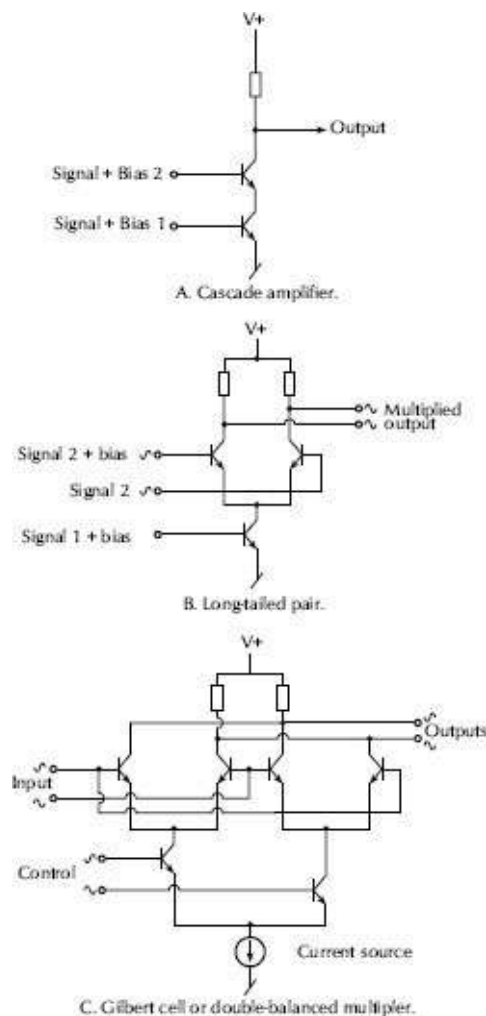 V+
Output
Signal + Bias 2
Signal + Bias 1
A. Cascade amplifier.
V+
Multiplied
output
Signal 2 + bias
Signal 2
Signal 1 + bias
B. Long-tailed pair.
V+
Outputs
Input
Control
Current source
C. Gilbert cell or double-balanced multipler.